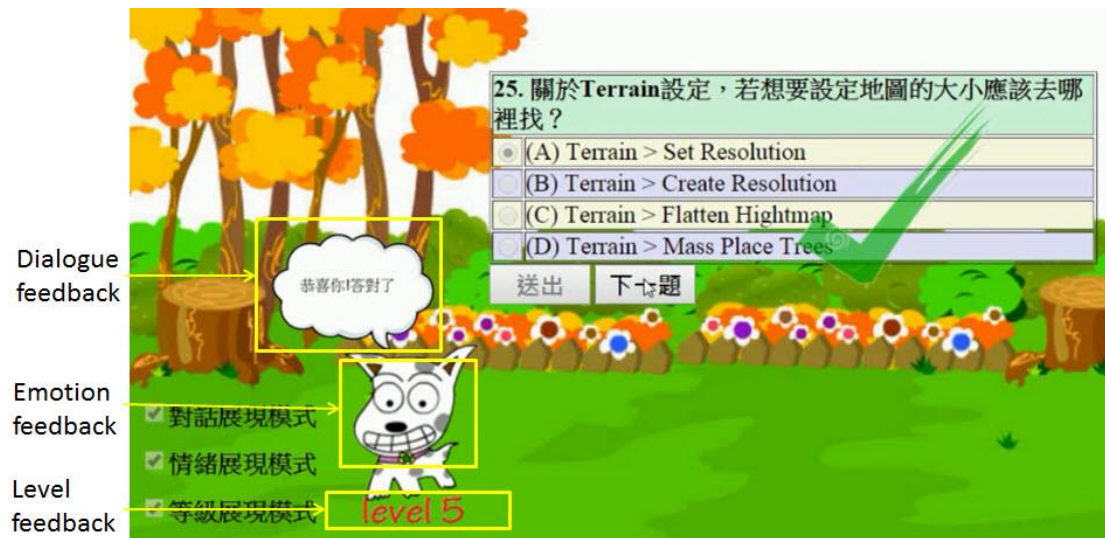 25. 關於Terrain設定，若想要設定地圖的大小應該去哪
裡找？
(A) Terrain > Set Resolution
(B) Terrain > Create Resolution
(C) Terrain > Flatten Hightmap
(D) Terrain > Mass Place Trees
送出
下一題
Dialogue
feedback
恭喜你!答對了
Emotion
feedback
對話展現模式
情緒展現模式
Level
feedback
等級展現模式
level 5